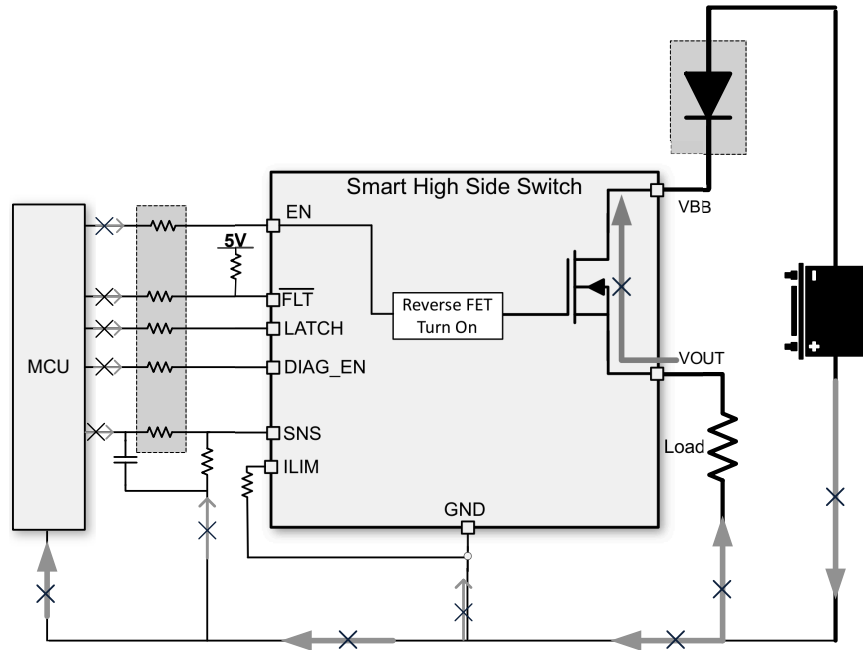 Smart High Side Switch
VBB
EN
5V
FLT
LATCH
DIAG_EN
SNS
ILIM
GND
MCU
Reverse FET
Turn On
VOUT
Load
-
+